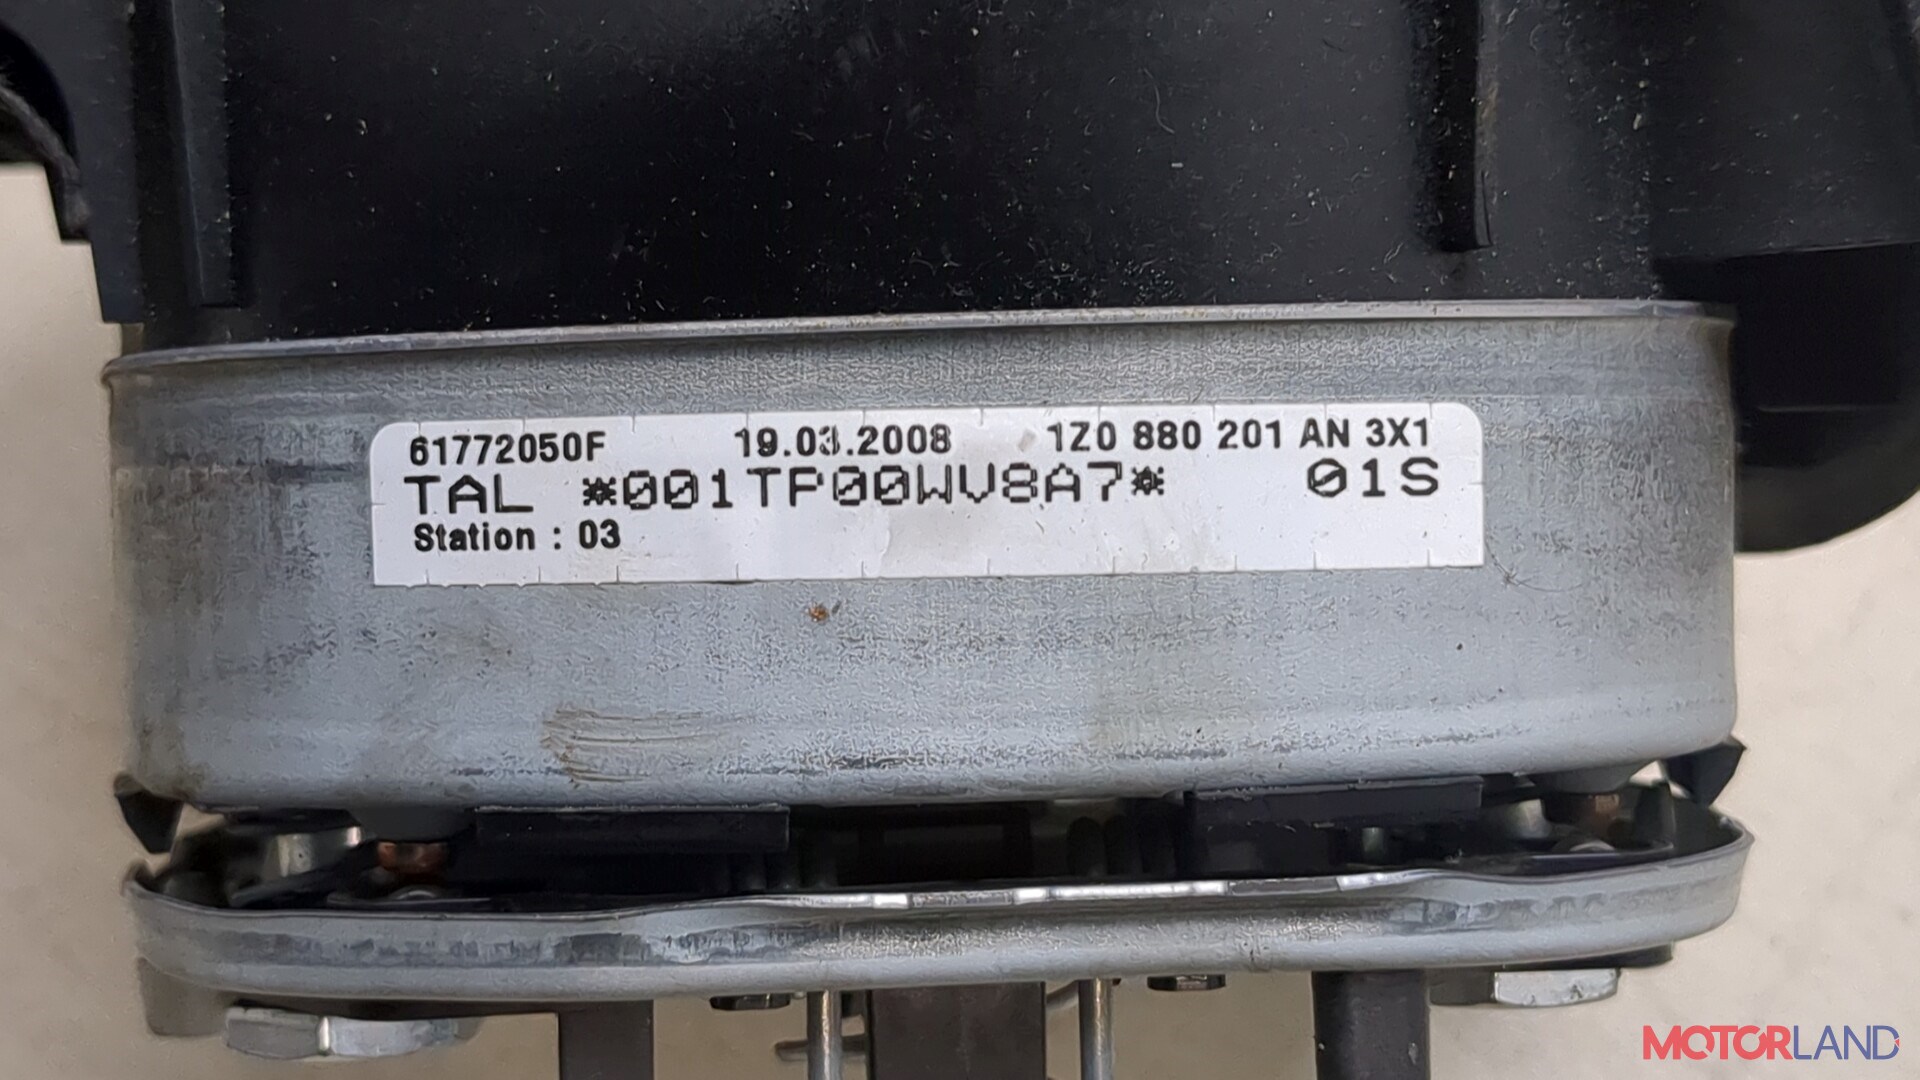 61772050F 19.03.2008 1Z0 880 201 AN 3X1
TAL *001TP00WV8A7* 01S
Station : 03
MOTORLAND